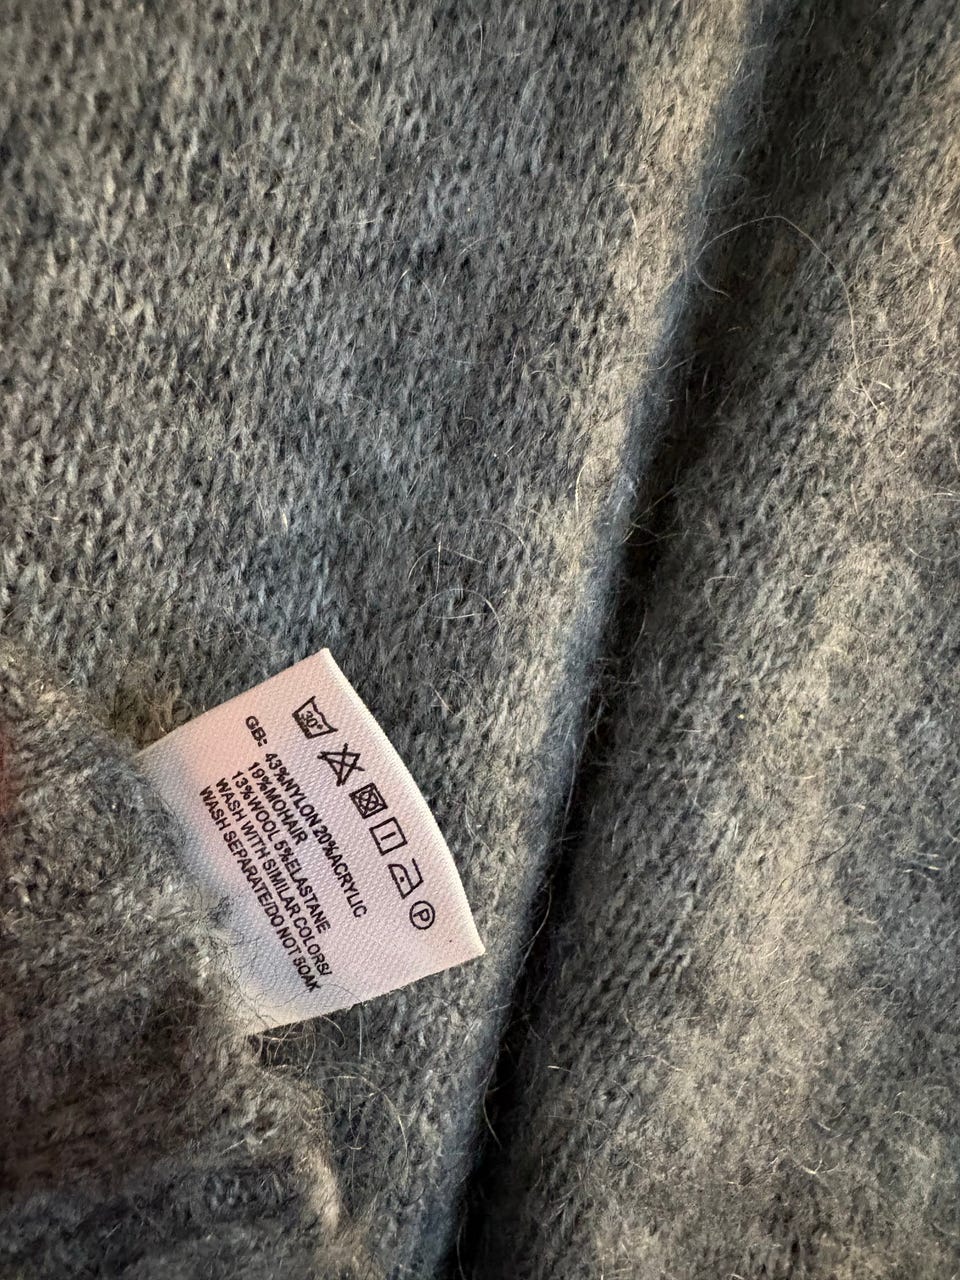 30°
P
GB: 43%NYLON 20%ACRYLIC
19%MOHAIR
13%WOOL 5%ELASTANE
WASH WITH SIMILAR COLORS/
WASH SEPARATE/DO NOT SOAK